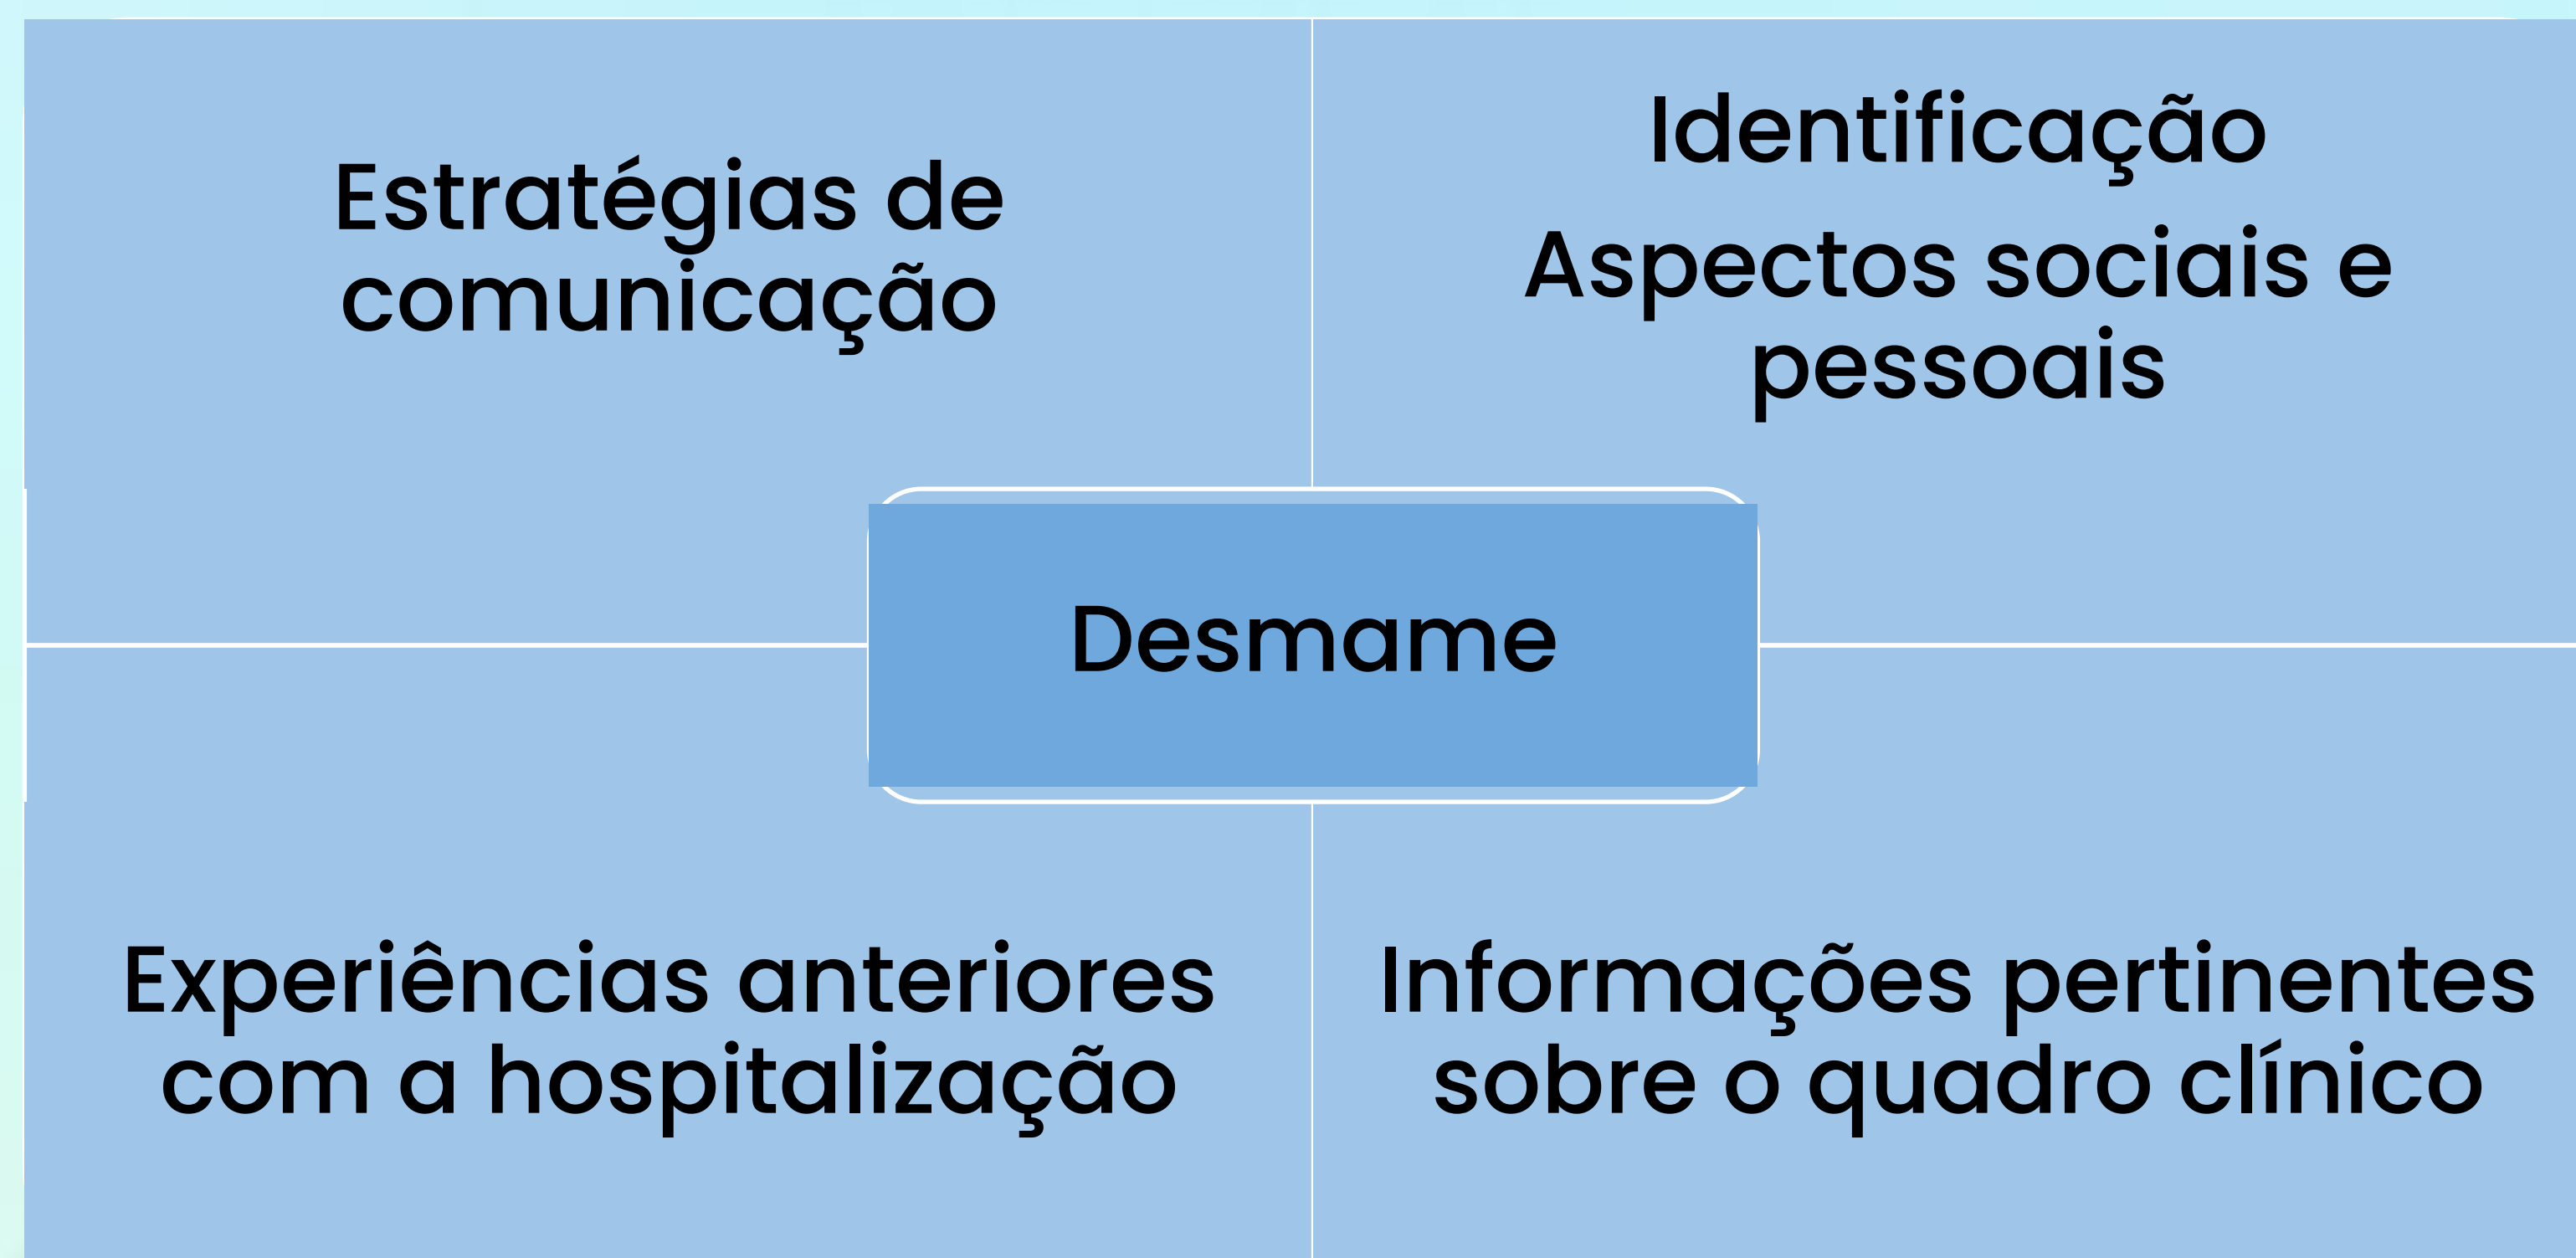 Estratégias de
comunicação
Identificação
Aspectos sociais e
pessoais
Desmame
Experiências anteriores
com a hospitalização
Informações pertinentes
sobre o quadro clínico